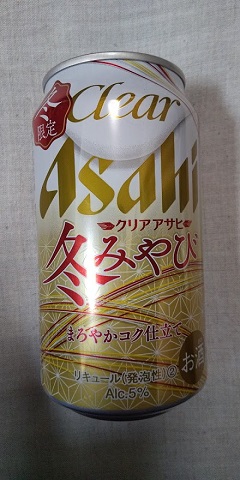 冬
限定
Clear
Asahi
クリアアサヒ
冬みやび
まろやかコク仕立て
お酒
リキュール(発泡性)②
Alc.5%